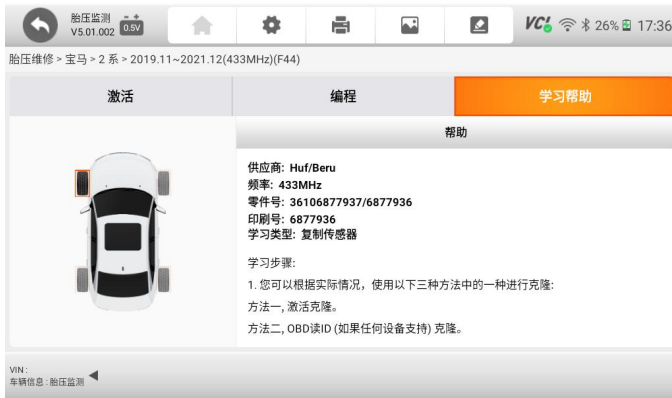 胎压监测
V5.01.002 0.5V
VCI 26% 17:36
胎压维修 > 宝马 > 2 系 > 2019.11~2021.12(433MHz)(F44)
激活 编程 学习帮助
帮助
供应商: Huf/Beru
频率: 433MHz
零件号: 36106877937/6877936
印刷号: 6877936
学习类型: 复制传感器
学习步骤:
1. 您可以根据实际情况，使用以下三种方法中的一种进行克隆:
方法一, 激活克隆。
方法二, OBD读ID (如果任何设备支持) 克隆。
VIN :
车辆信息 : 胎压监测